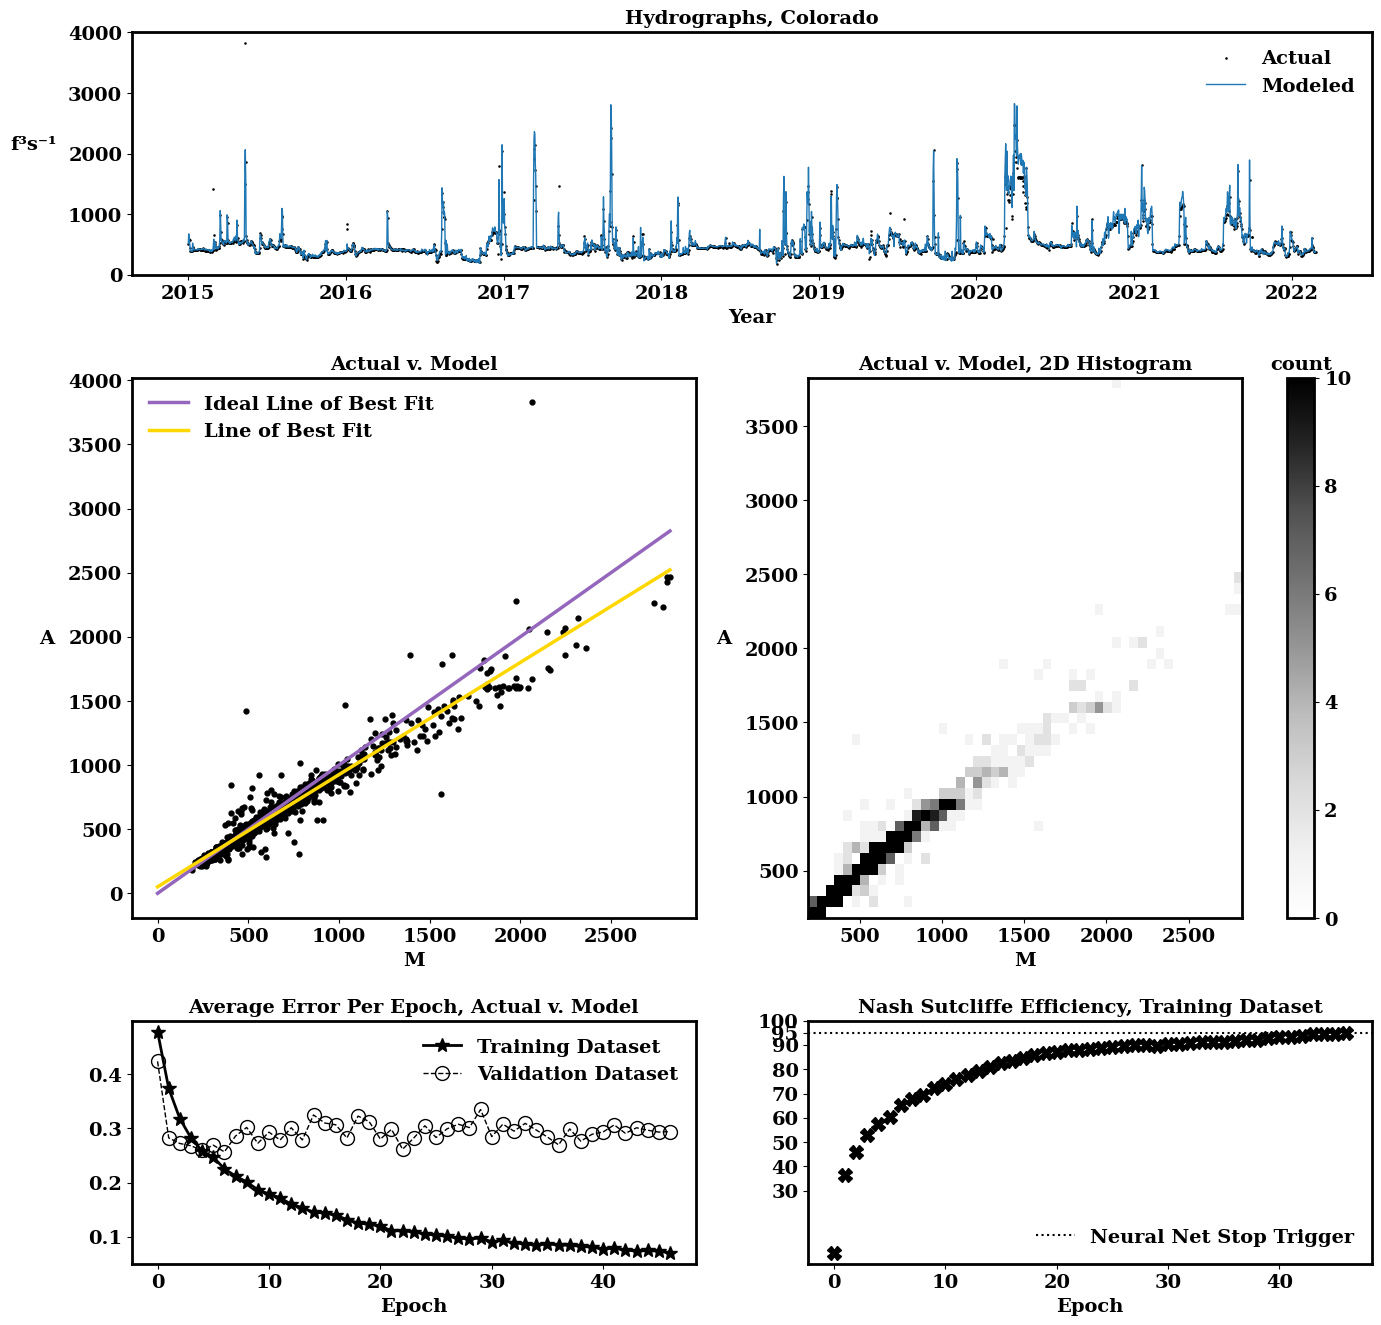 Hydrographs, Colorado
4000
3000
2000
1000
0
f³s⁻¹
Actual
Modeled
2015 2016 2017 2018 2019 2020 2021 2022
Year
Actual v. Model
4000
3500
3000
2500
2000
1500
1000
500
0
A
Ideal Line of Best Fit
Line of Best Fit
0 500 1000 1500 2000 2500
M
Actual v. Model, 2D Histogram
3500
3000
2500
2000
1500
1000
500
A
500 1000 1500 2000 2500
M
count
10
8
6
4
2
0
Average Error Per Epoch, Actual v. Model
0.4
0.3
0.2
0.1
Training Dataset
Validation Dataset
0 10 20 30 40
Epoch
Nash Sutcliffe Efficiency, Training Dataset
100
95
90
80
70
60
50
40
30
Neural Net Stop Trigger
0 10 20 30 40
Epoch